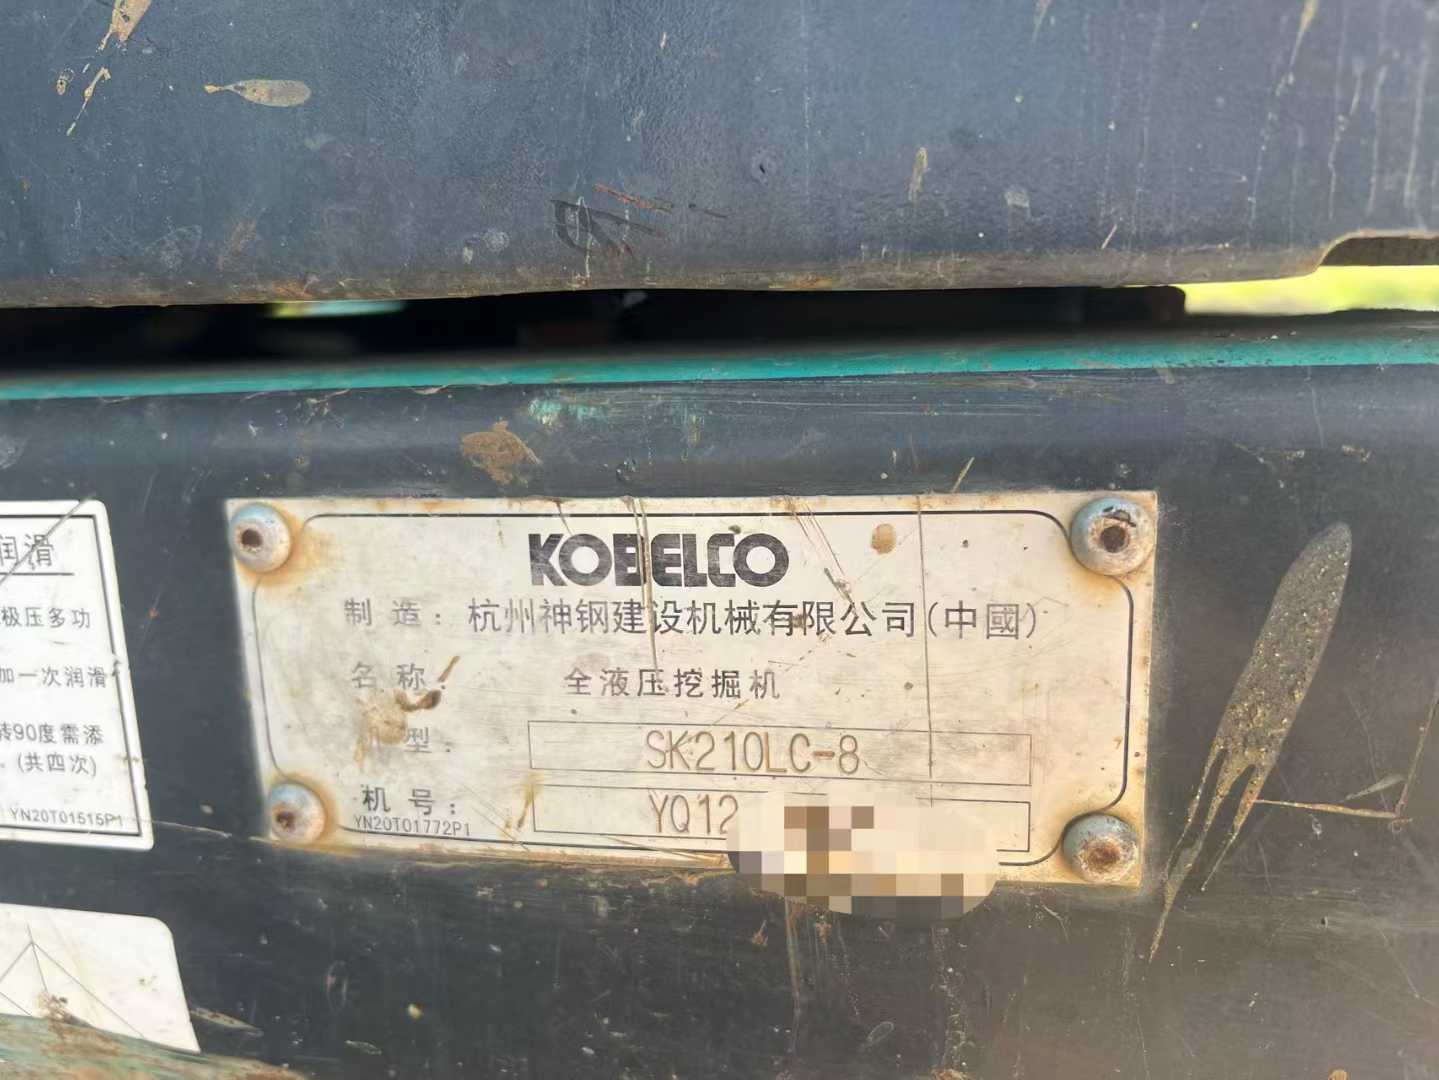 KOBELCO
制造：杭州神钢建设机械有限公司(中國)
名称：全液压挖掘机
机型：SK210LC-8
机号：YQ12
YN20T01772P1
润滑
极压多功
加一次润滑
转90度需添
(共四次)
YN20T01515P1